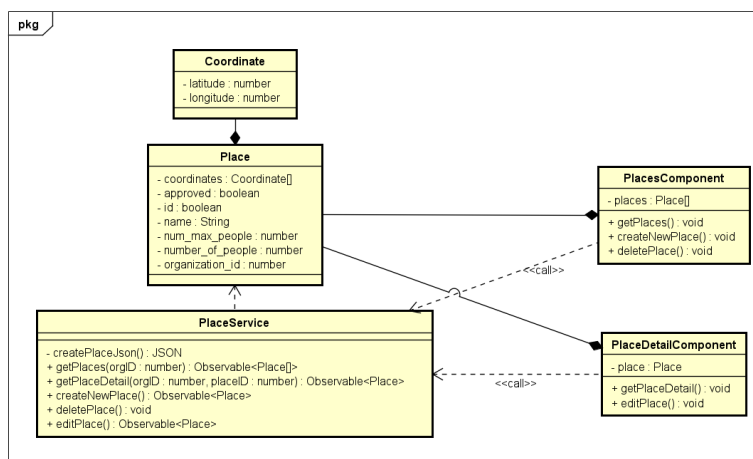 pkg
Coordinate
- latitude : number
- longitude : number
Place
- coordinates : Coordinate[]
- approved : boolean
- id : boolean
- name : String
- num_max_people : number
- number_of_people : number
- organization_id : number
PlacesComponent
- places : Place[]
+ getPlaces() : void
+ createNewPlace() : void
+ deletePlace() : void
<<call>>
PlaceService
- createPlaceJson() : JSON
+ getPlaces(orgID : number) : Observable<Place[]>
+ getPlaceDetail(orgID : number, placeID : number) : Observable<Place>
+ createNewPlace() : Observable<Place>
+ deletePlace() : void
+ editPlace() : Observable<Place>
<<call>>
PlaceDetailComponent
- place : Place
+ getPlaceDetail() : void
+ editPlace() : void